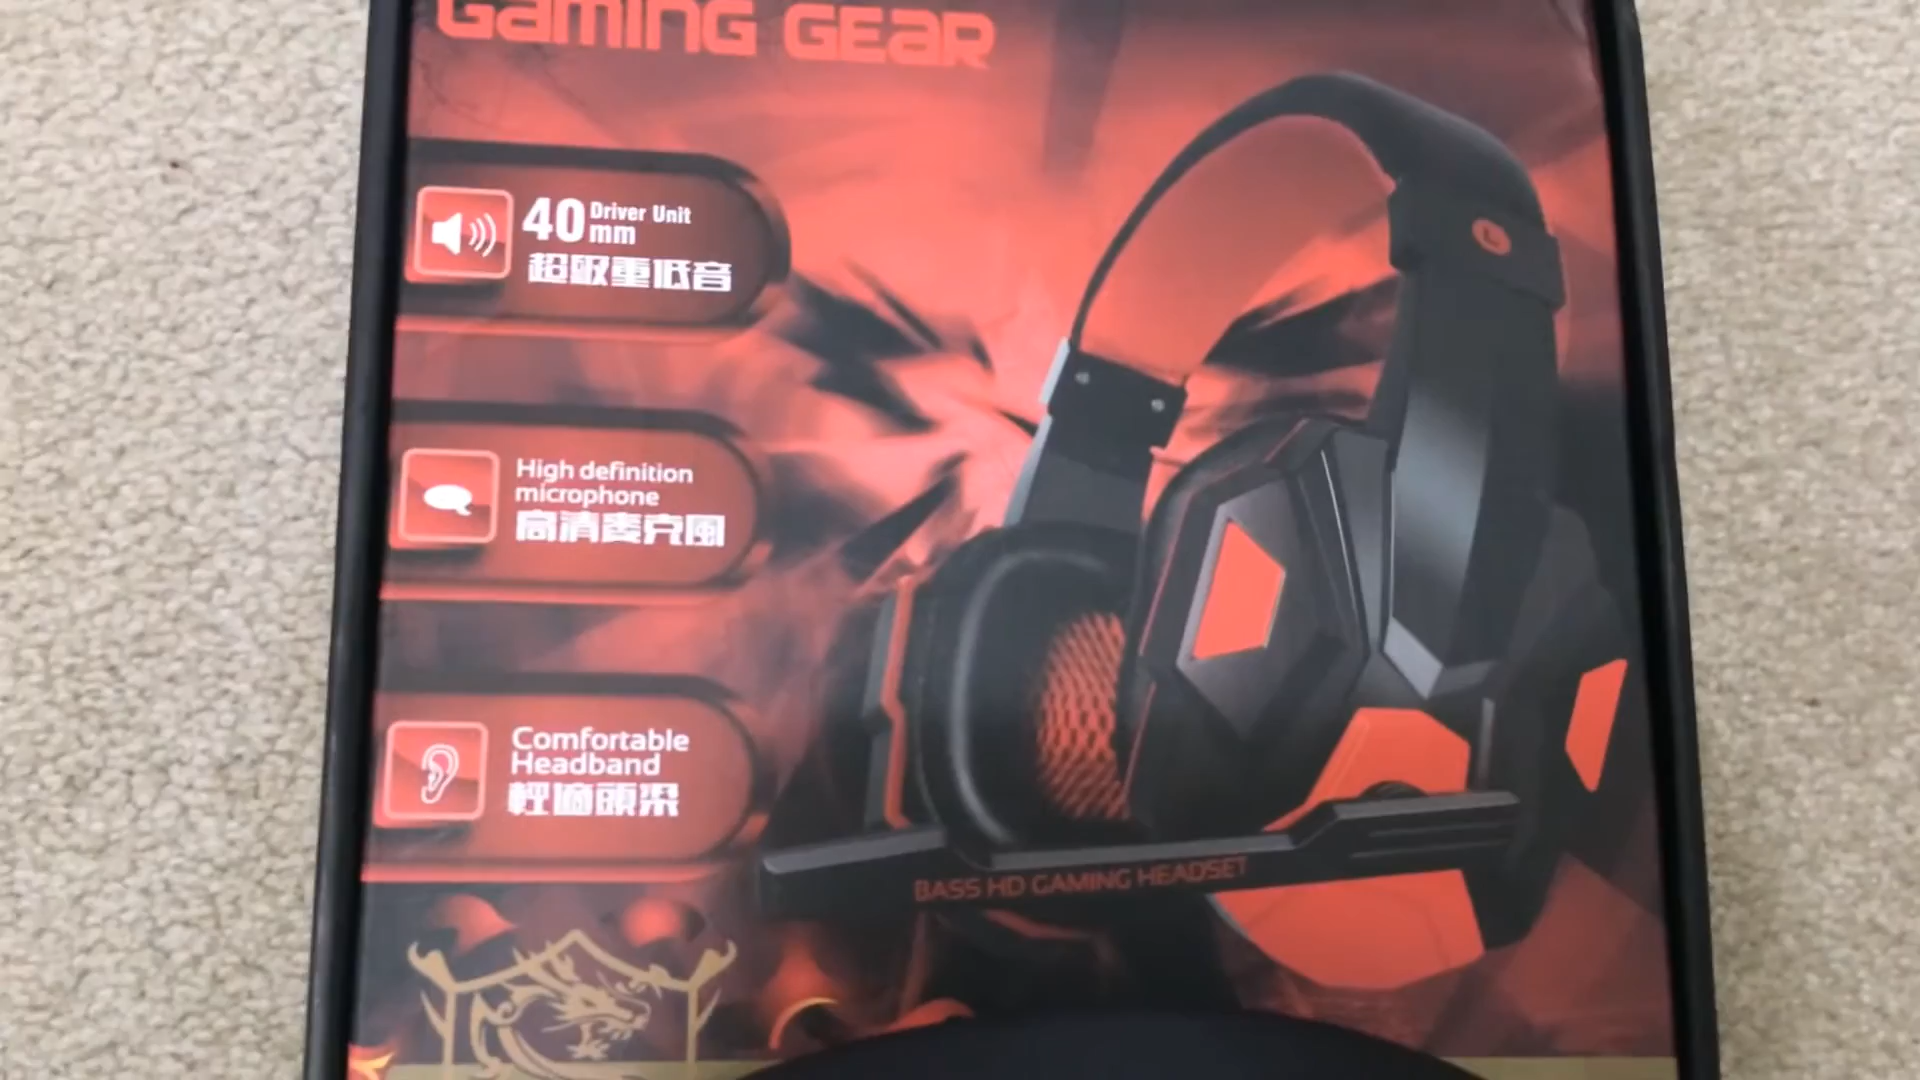 GaminG GEaR
40 Driver Unit
mm
超級重低音
High definition
microphone
高清麦克風
Comfortable
Headband
輕適頭梁
BASS HD GAMING HEADSET
L